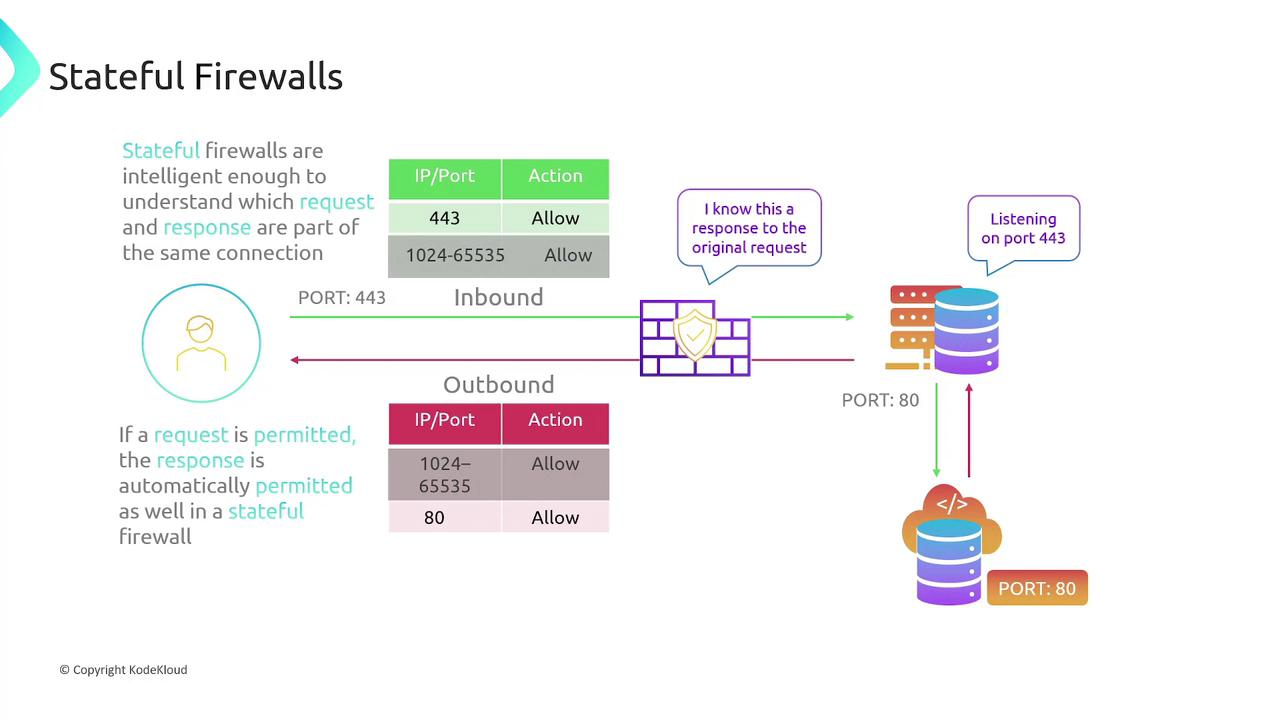 Stateful Firewalls
Stateful firewalls are
intelligent enough to
understand which request
and response are part of
the same connection
IP/Port Action
443 Allow
1024-65535 Allow
I know this a
response to the
original request
Listening
on port 443
PORT: 443
Inbound
Outbound
PORT: 80
IP/Port Action
1024–
65535 Allow
80 Allow
If a request is permitted,
the response is
automatically permitted
as well in a stateful
firewall
</>
PORT: 80
© Copyright KodeKloud